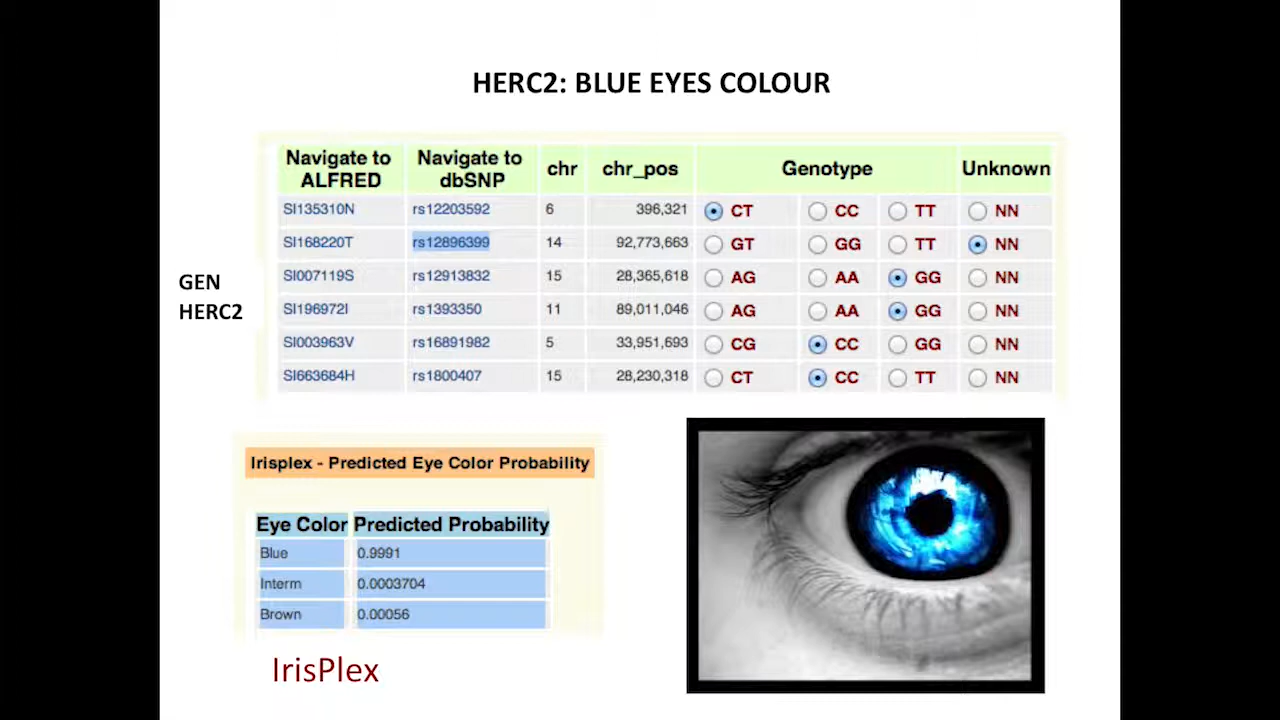 HERC2: BLUE EYES COLOUR
Navigate to ALFRED Navigate to dbSNP chr chr_pos Genotype Unknown
SI135310N rs12203592 6 396,321 CT CC TT NN
SI168220T rs12896399 14 92,773,663 GT GG TT NN
GEN
HERC2
SI007119S rs12913832 15 28,365,618 AG AA GG NN
SI196972I rs1393350 11 89,011,046 AG AA GG NN
SI003963V rs16891982 5 33,951,693 CG CC GG NN
SI663684H rs1800407 15 28,230,318 CT CC TT NN
Irisplex - Predicted Eye Color Probability
Eye Color Predicted Probability
Blue 0.9991
Interm 0.0003704
Brown 0.00056
IrisPlex